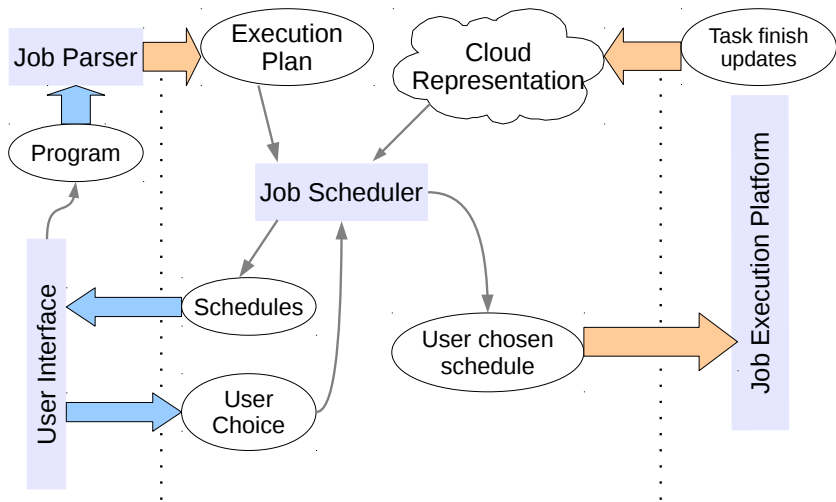 Job Parser
Execution
Plan
Cloud
Representation
Task finish
updates
Program
Job Scheduler
Job Execution Platform
User Interface
Schedules
User chosen
schedule
User
Choice